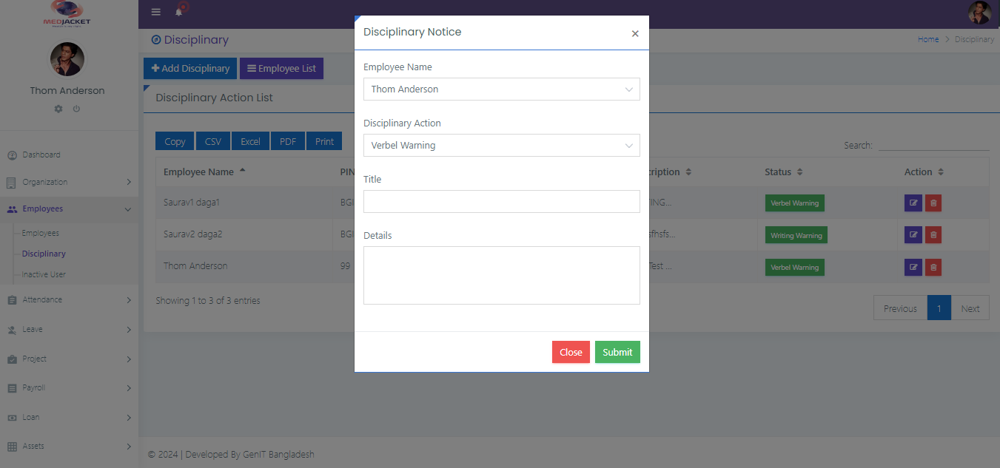 MEDJACKET
Thom Anderson
Dashboard
Organization
Employees
Employees
Disciplinary
Inactive User
Attendance
Leave
Project
Payroll
Loan
Assets
Disciplinary
Home > Disciplinary
Add Disciplinary
Employee List
Disciplinary Action List
Copy CSV Excel PDF Print
Search:
Employee Name PIN cription Status Action
Saurav1 daga1 BGI ING... Verbel Warning
Saurav2 daga2 BGI sfhsfs... Writing Warning
Thom Anderson 99 Test ... Verbel Warning
Showing 1 to 3 of 3 entries
Previous 1 Next
© 2024 | Developed By GenIT Bangladesh
Disciplinary Notice
×
Employee Name
Thom Anderson
Disciplinary Action
Verbel Warning
Title
Details
Close Submit